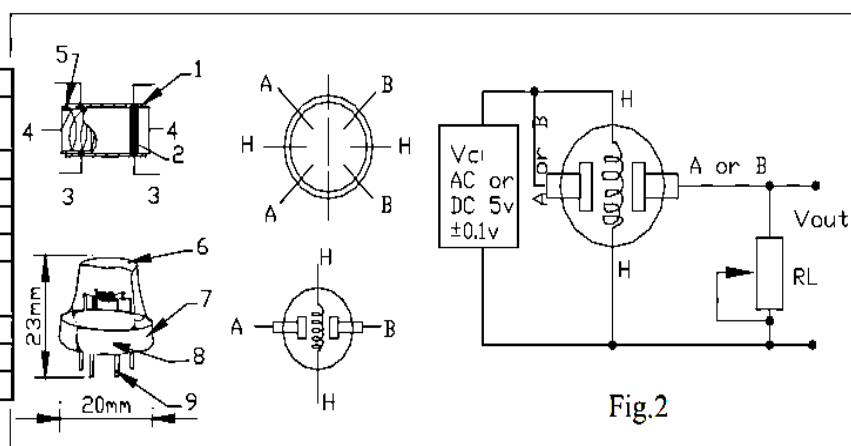 5
1
4
4
2
3
3
A
B
H
H
A
B
6
7
8
9
23mm
20mm
H
A
B
H
H
A or B
Vc
AC or
DC 5v
±0.1v
A or B
Vout
RL
H
Fig.2